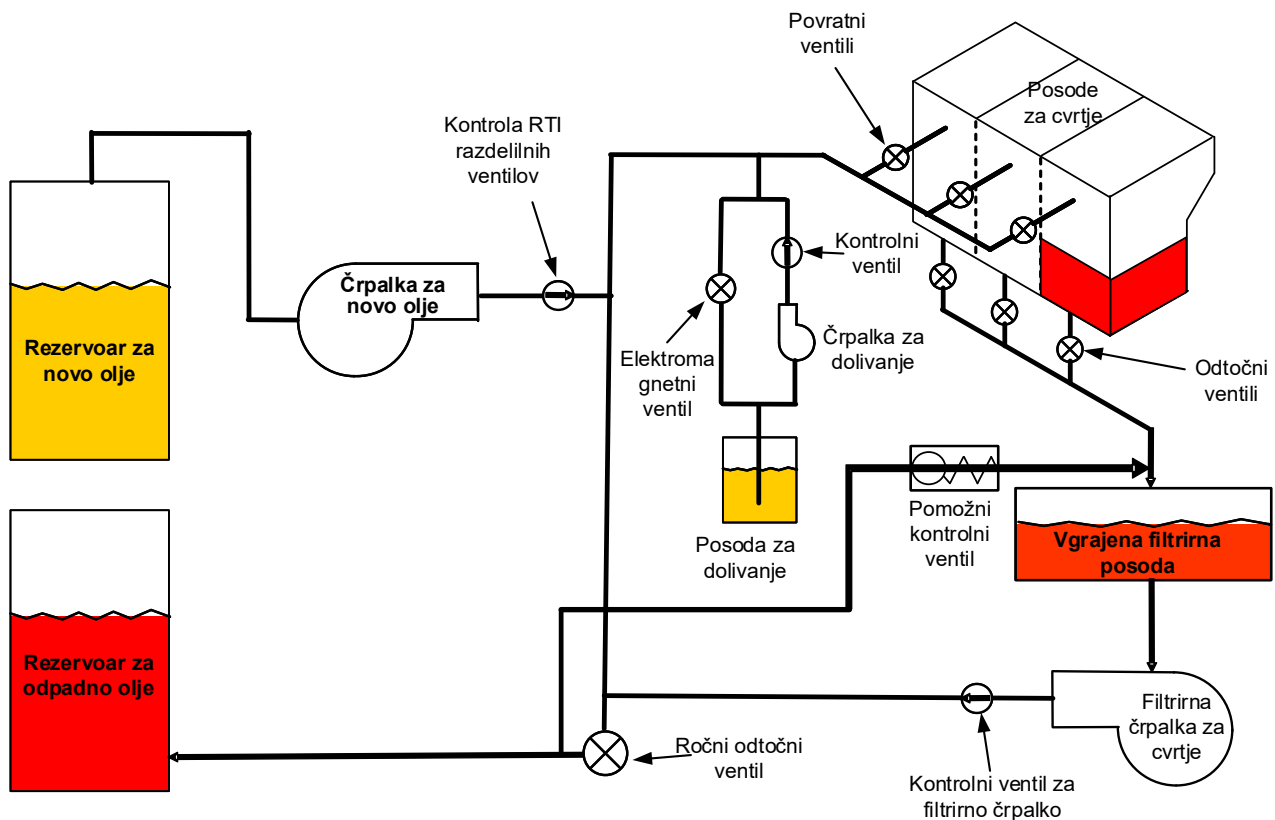 Povratni
ventili
Posode
za cvrtje
Kontrola RTI
razdelilnih
ventilov
Kontrolni
ventil
Črpalka za
novo olje
Rezervoar za
novo olje
Elektroma
gnetni
ventil
Črpalka za
dolivanje
Odtočni
ventili
Posoda za
dolivanje
Pomožni
kontrolni
ventil
Vgrajena filtrirna
posoda
Rezervoar za
odpadno olje
Ročni odtočni
ventil
Filtrirna
črpalka za
cvrtje
Kontrolni ventil za
filtrirno črpalko